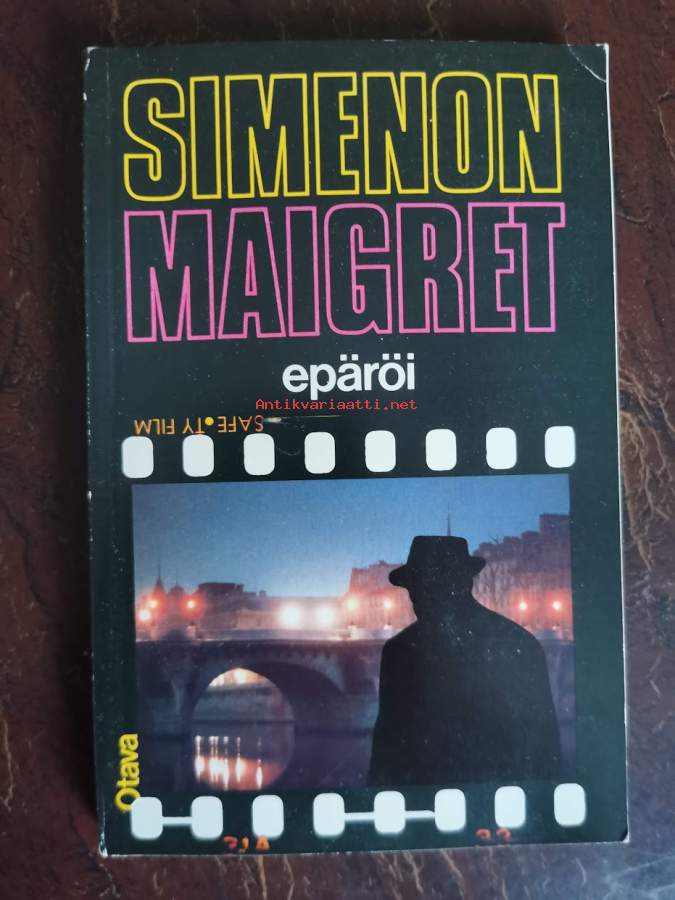 SIMENON
MAIGRET
epäröi
Antikvariaatti.net
SAFE•TY FILM
Otava